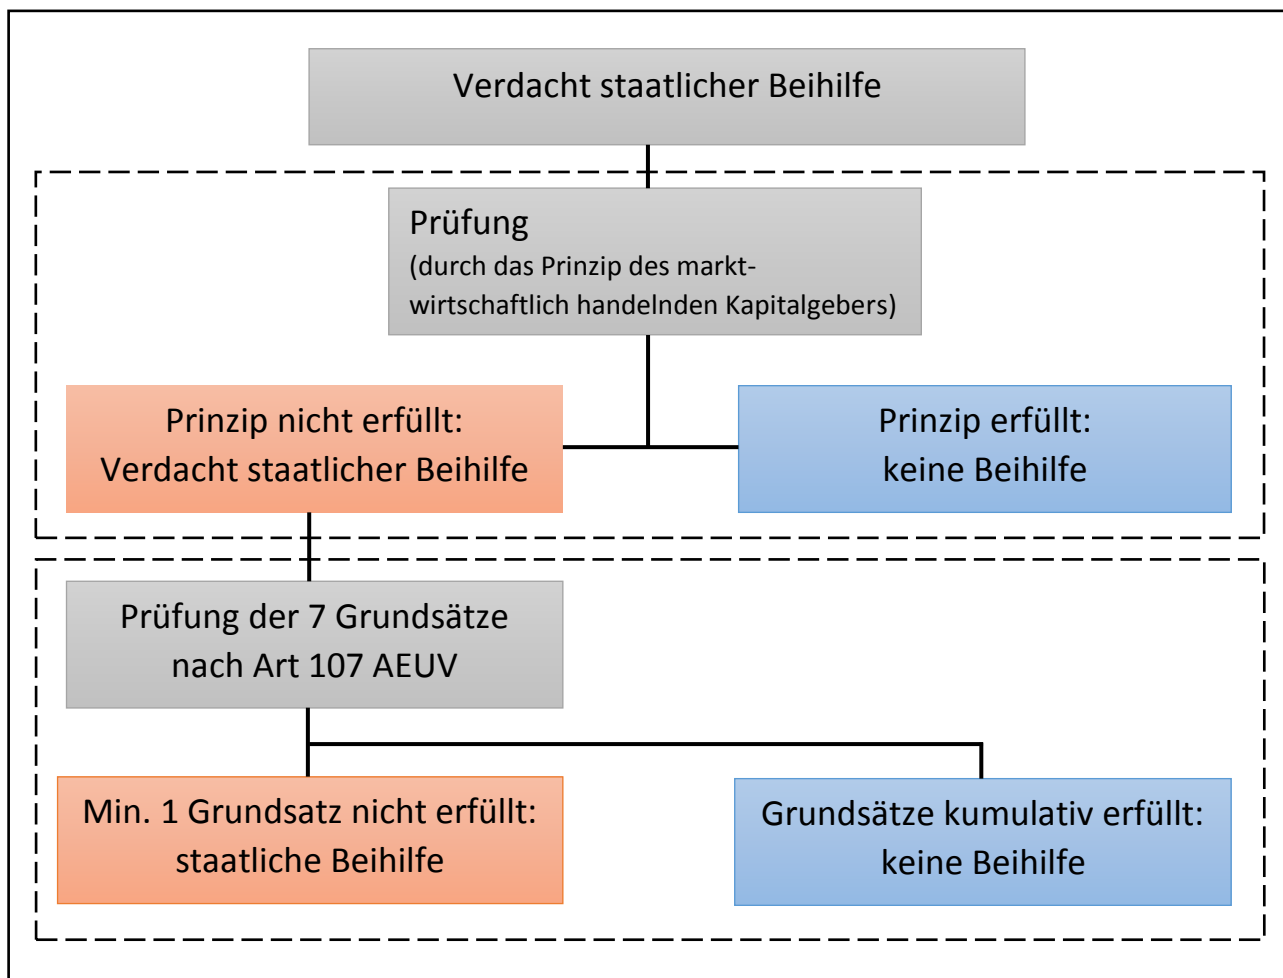 Verdacht staatlicher Beihilfe
Prüfung
(durch das Prinzip des markt-
wirtschaftlich handelnden Kapitalgebers)
Prinzip nicht erfüllt:
Verdacht staatlicher Beihilfe
Prinzip erfüllt:
keine Beihilfe
Prüfung der 7 Grundsätze
nach Art 107 AEUV
Min. 1 Grundsatz nicht erfüllt:
staatliche Beihilfe
Grundsätze kumulativ erfüllt:
keine Beihilfe